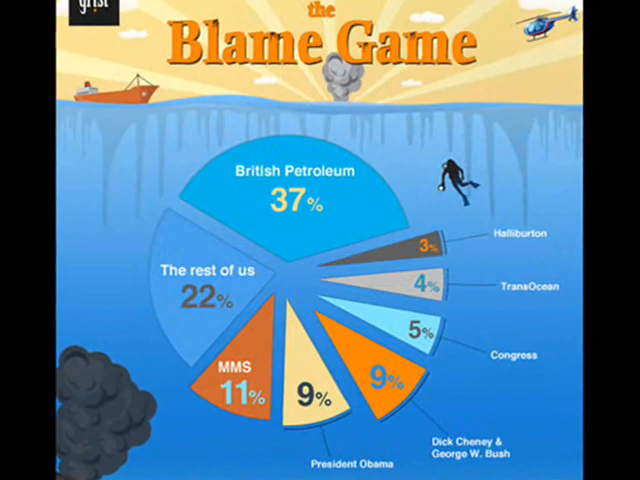 grist
the
Blame Game
British Petroleum
37%
The rest of us
22%
MMS
11%
9%
President Obama
9%
Dick Cheney &
George W. Bush
5%
Congress
4%
TransOcean
3%
Halliburton